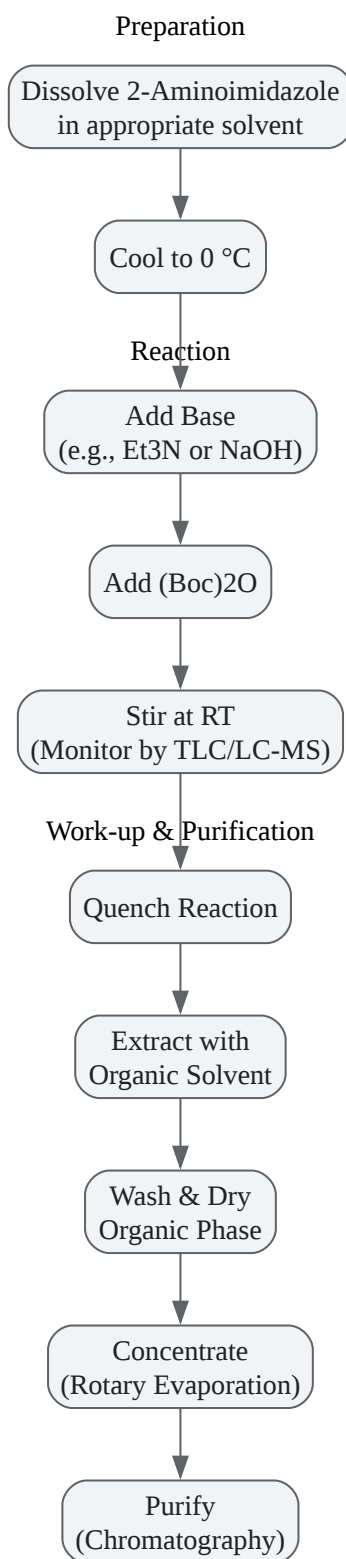 Preparation
Dissolve 2-Aminoimidazole
in appropriate solvent
Cool to 0 °C
Reaction
Add Base
(e.g., Et3N or NaOH)
Add (Boc)2O
Stir at RT
(Monitor by TLC/LC-MS)
Work-up & Purification
Quench Reaction
Extract with
Organic Solvent
Wash & Dry
Organic Phase
Concentrate
(Rotary Evaporation)
Purify
(Chromatography)